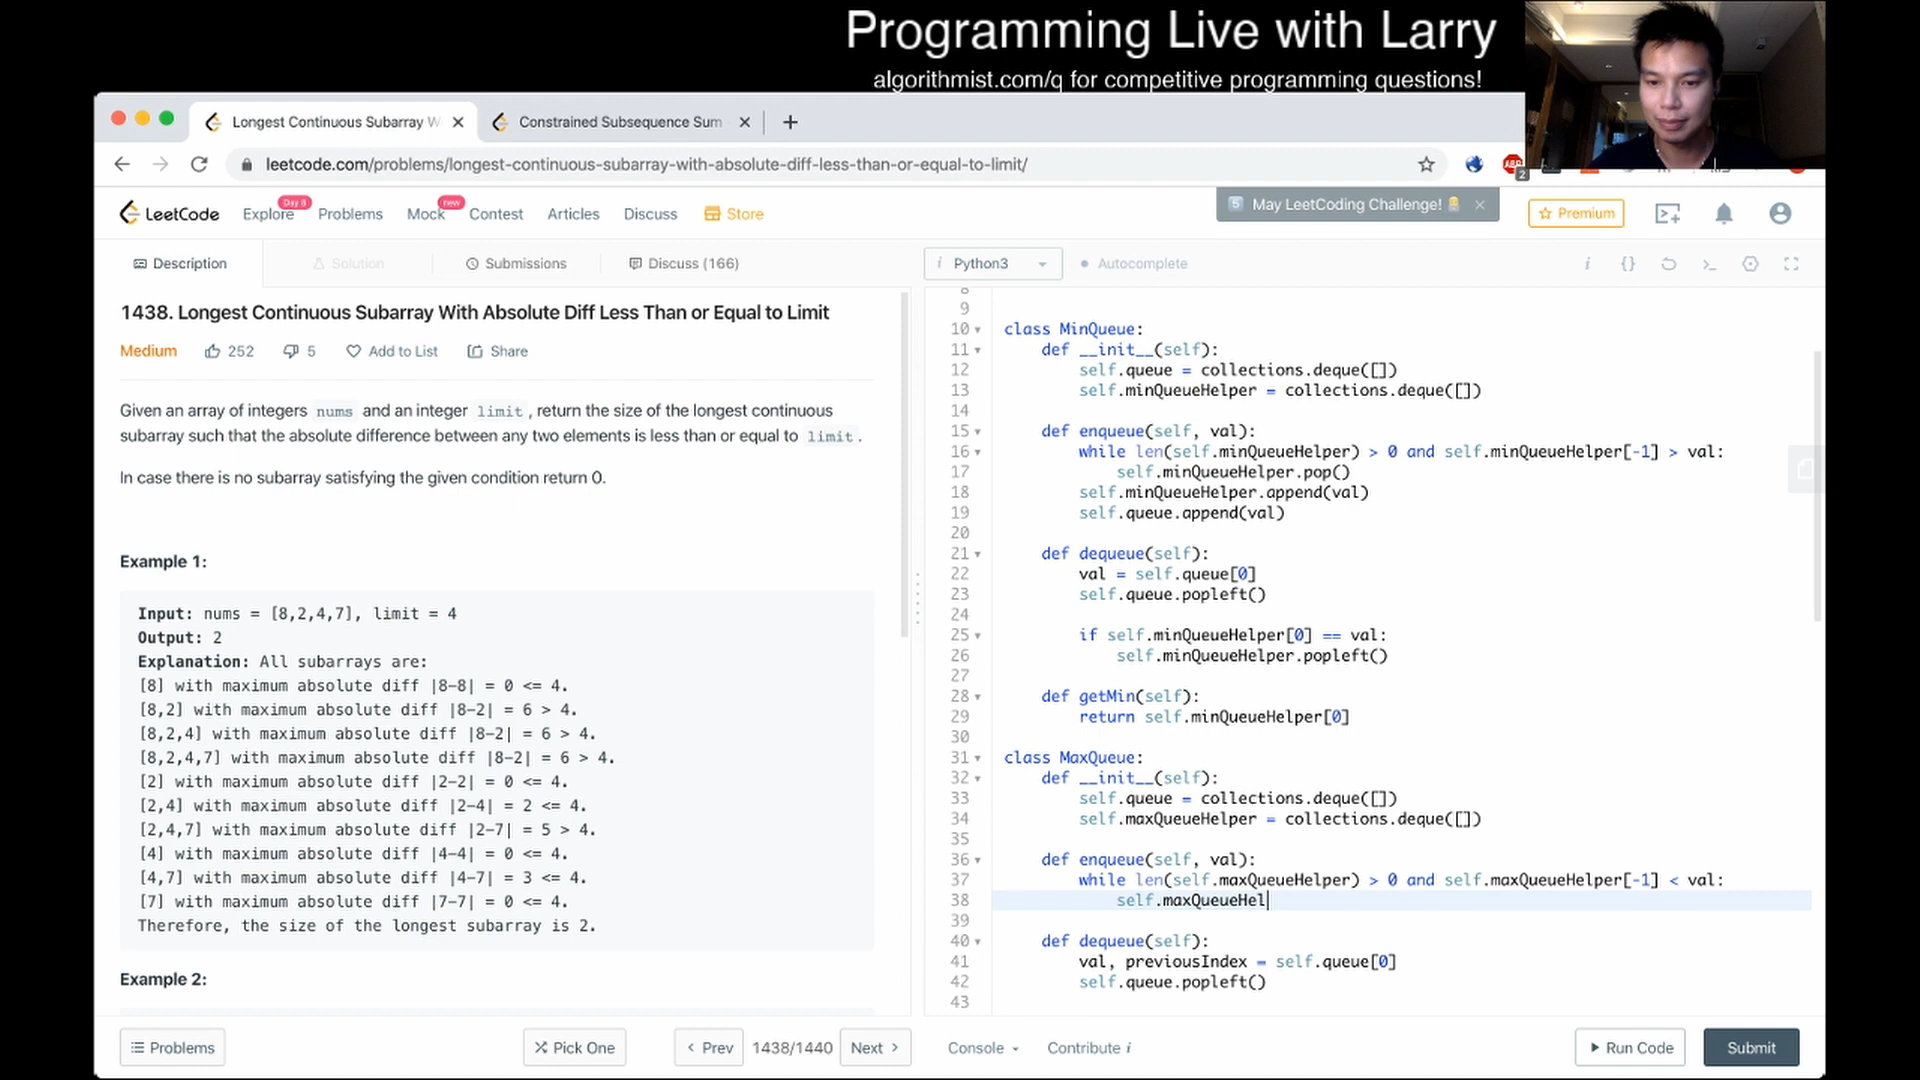 Programming Live with Larry
algorithmist.com/q for competitive programming questions!
Longest Continuous Subarray W
Constrained Subsequence Sum
leetcode.com/problems/longest-continuous-subarray-with-absolute-diff-less-than-or-equal-to-limit/
2
LeetCode
Explore
Day 8
Problems
Mock
new
Contest
Articles
Discuss
Store
May LeetCoding Challenge!
Premium
Description
Solution
Submissions
Discuss (166)
Python3
Autocomplete
1438. Longest Continuous Subarray With Absolute Diff Less Than or Equal to Limit
Medium
252
5
Add to List
Share
Given an array of integers nums and an integer limit, return the size of the longest continuous
subarray such that the absolute difference between any two elements is less than or equal to limit.
In case there is no subarray satisfying the given condition return 0.
Example 1:
Input: nums = [8,2,4,7], limit = 4
Output: 2
Explanation: All subarrays are:
[8] with maximum absolute diff |8-8| = 0 <= 4.
[8,2] with maximum absolute diff |8-2| = 6 > 4.
[8,2,4] with maximum absolute diff |8-2| = 6 > 4.
[8,2,4,7] with maximum absolute diff |8-2| = 6 > 4.
[2] with maximum absolute diff |2-2| = 0 <= 4.
[2,4] with maximum absolute diff |2-4| = 2 <= 4.
[2,4,7] with maximum absolute diff |2-7| = 5 > 4.
[4] with maximum absolute diff |4-4| = 0 <= 4.
[4,7] with maximum absolute diff |4-7| = 3 <= 4.
[7] with maximum absolute diff |7-7| = 0 <= 4.
Therefore, the size of the longest subarray is 2.
Example 2:
8
9
10 class MinQueue:
11 def __init__(self):
12 self.queue = collections.deque([])
13 self.minQueueHelper = collections.deque([])
14
15 def enqueue(self, val):
16 while len(self.minQueueHelper) > 0 and self.minQueueHelper[-1] > val:
17 self.minQueueHelper.pop()
18 self.minQueueHelper.append(val)
19 self.queue.append(val)
20
21 def dequeue(self):
22 val = self.queue[0]
23 self.queue.popleft()
24
25 if self.minQueueHelper[0] == val:
26 self.minQueueHelper.popleft()
27
28 def getMin(self):
29 return self.minQueueHelper[0]
30
31 class MaxQueue:
32 def __init__(self):
33 self.queue = collections.deque([])
34 self.maxQueueHelper = collections.deque([])
35
36 def enqueue(self, val):
37 while len(self.maxQueueHelper) > 0 and self.maxQueueHelper[-1] < val:
38 self.maxQueueHel
39
40 def dequeue(self):
41 val, previousIndex = self.queue[0]
42 self.queue.popleft()
43
Problems
Pick One
Prev
1438/1440
Next
Console
Contribute i
Run Code
Submit